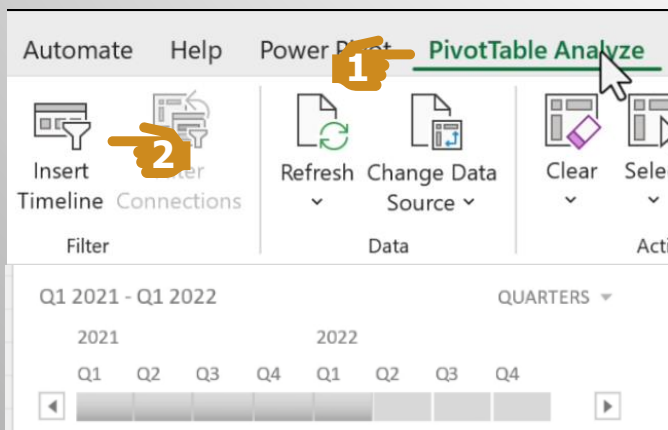 Automate Help Power Pivot PivotTable Analyze
1
2
Insert Timeline
Connections
Refresh
Change Data Source
Clear
Filter
Data
Q1 2021 - Q1 2022 QUARTERS
2021 2022
Q1 Q2 Q3 Q4 Q1 Q2 Q3 Q4